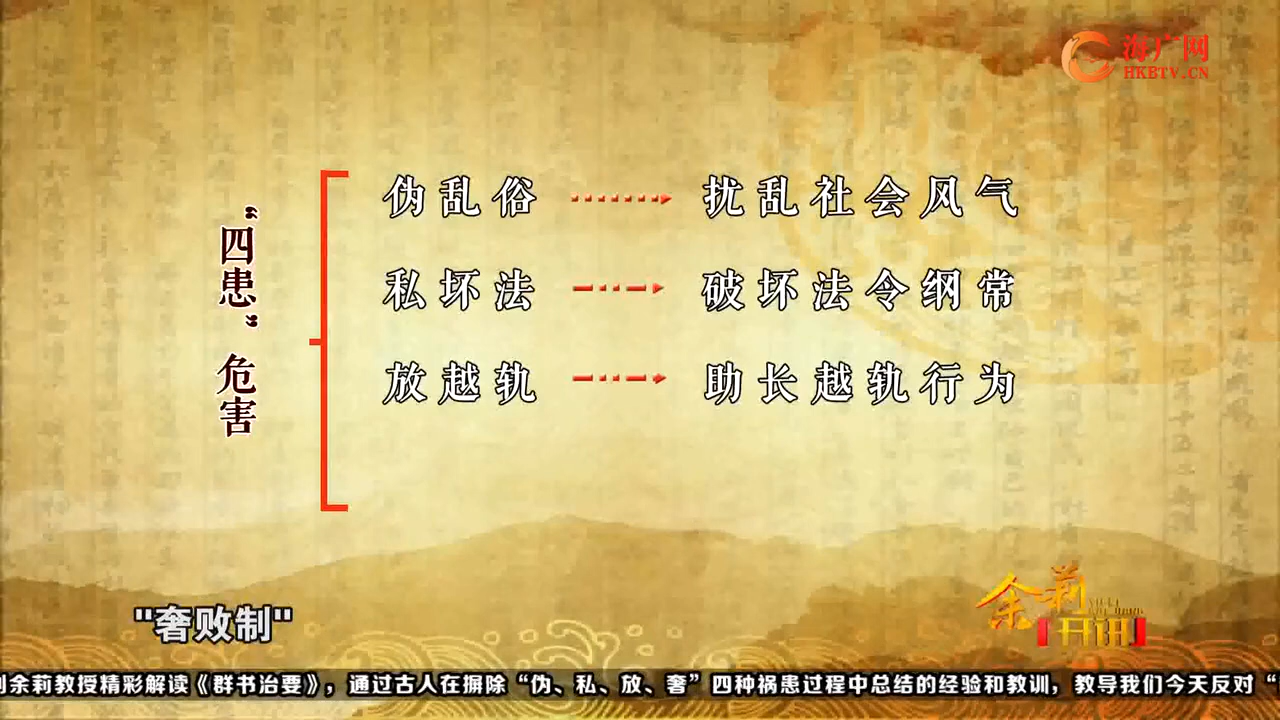 海广网
HKBTV.CN
“四患”危害
伪乱俗 扰乱社会风气
私坏法 破坏法令纲常
放越轨 助长越轨行为
余莉
开讲
"奢败制"
余莉教授精彩解读《群书治要》，通过古人在摒除“伪、私、放、奢”四种祸患过程中总结的经验和教训，教导我们今天反对“